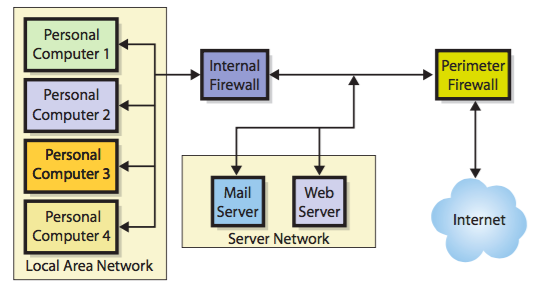 Personal
Computer 1
Personal
Computer 2
Personal
Computer 3
Personal
Computer 4
Local Area Network
Internal
Firewall
Perimeter
Firewall
Mail
Server
Web
Server
Server Network
Internet